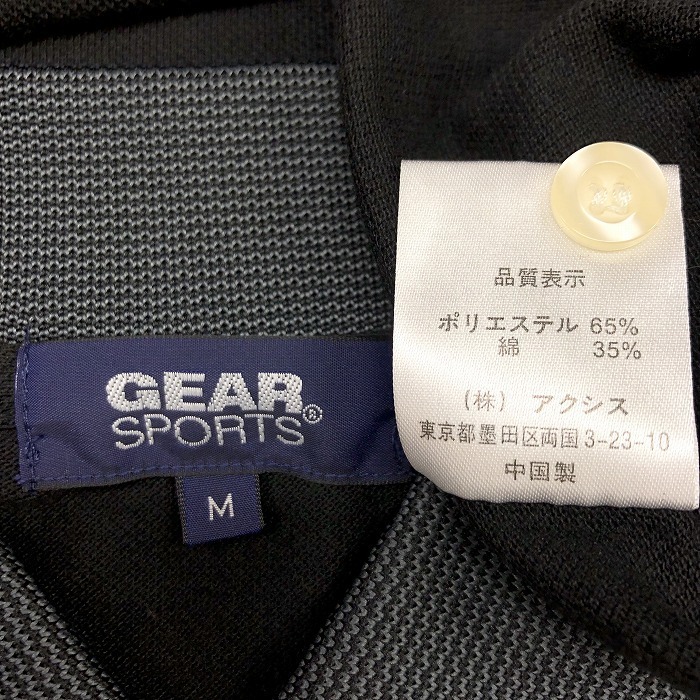 GEAR
SPORTS®
M
品質表示
ポリエステル 65%
綿 35%
(株) アクシス
東京都墨田区両国3-23-10
中国製